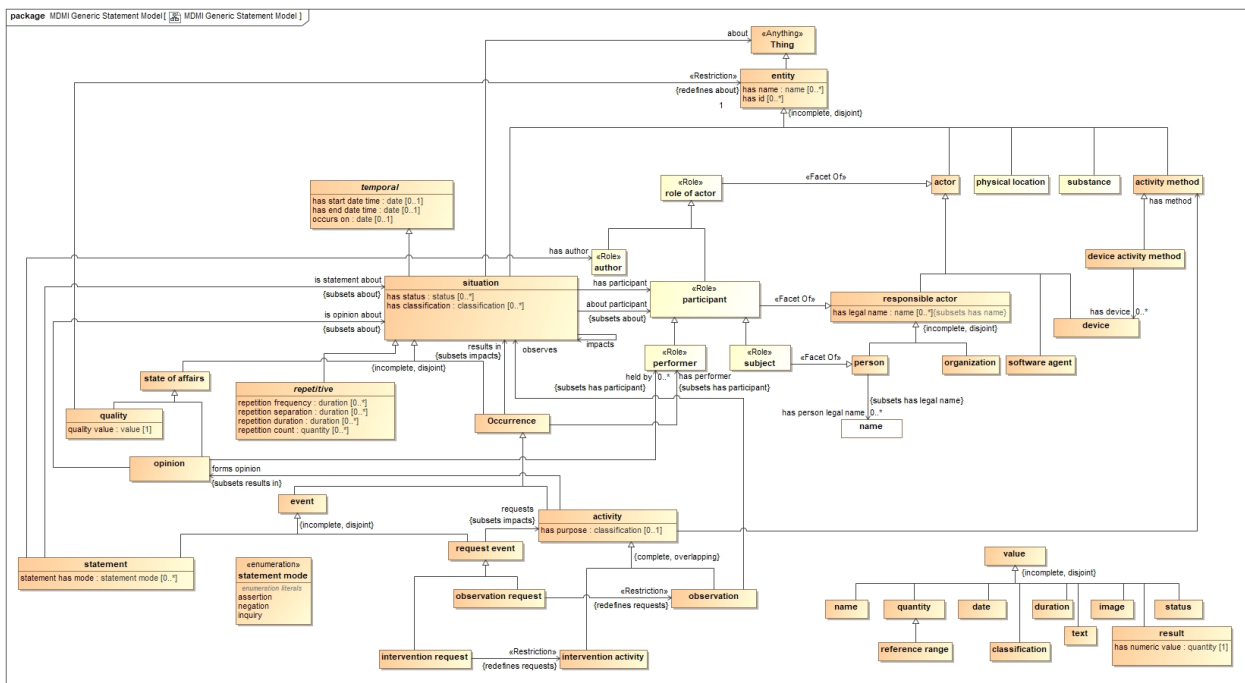 package MDMI Generic Statement Model[ MDMI Generic Statement Model ]
about
«Anything»
Thing
«Restriction»
{redefines about}
1
entity
has name : name [0..*]
has id [0..*]
{incomplete, disjoint}
temporal
has start date time : date [0..1]
has end date time : date [0..1]
occurs on : date [0..1]
«Role»
role of actor
«Facet Of»
actor
physical location
substance
activity method
has method
has author
«Role»
author
device activity method
is statement about
{subsets about}
situation
has status : status [0..*]
has classification : classification [0..*]
has participant
about participant
{subsets about}
«Role»
participant
«Facet Of»
responsible actor
has legal name : name [0..*]{subsets has name}
{incomplete, disjoint}
has device
0..*
device
is opinion about
{subsets about}
results in
{subsets impacts}
observes
impacts
{incomplete, disjoint}
«Role»
performer
«Role»
subject
«Facet Of»
person
organization
software agent
state of affairs
held by
0..*
{subsets has participant}
has performer
{subsets has participant}
{subsets has legal name}
has person legal name
0..*
name
quality
quality value : value [1]
repetitive
repetition frequency : duration [0..*]
repetition separation : duration [0..*]
repetition duration : duration [0..*]
repetition count : quantity [0..*]
Occurrence
opinion
forms opinion
{subsets results in}
event
{incomplete, disjoint}
requests
{subsets impacts}
activity
has purpose : classification [0..1]
{complete, overlapping}
request event
statement
statement has mode : statement mode [0..*]
«enumeration»
statement mode
enumeration literals
assertion
negation
inquiry
observation request
«Restriction»
{redefines requests}
observation
intervention request
«Restriction»
{redefines requests}
intervention activity
value
{incomplete, disjoint}
name
quantity
date
duration
image
status
reference range
classification
text
result
has numeric value : quantity [1]